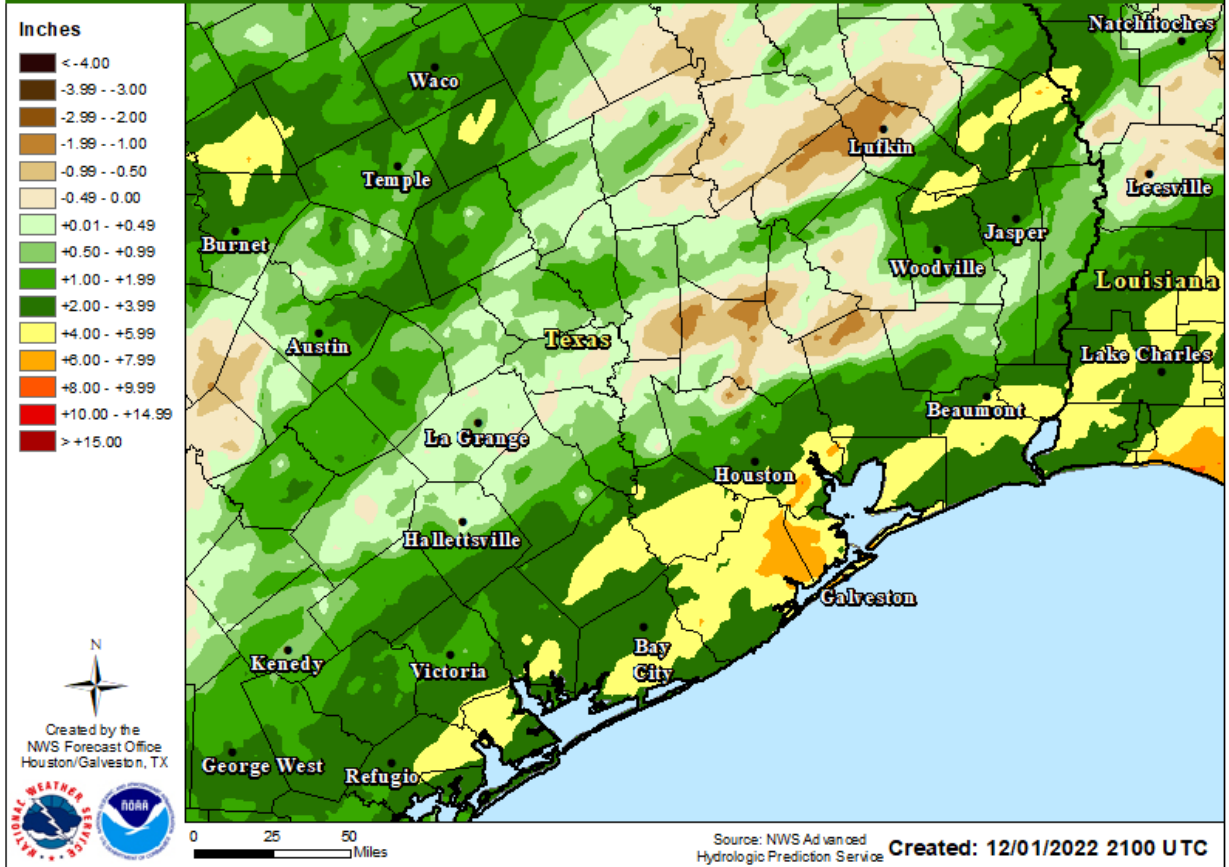 Inches
< -4.00
-3.99 - -3.00
-2.99 - -2.00
-1.99 - -1.00
-0.99 - -0.50
-0.49 - 0.00
+0.01 - +0.49
+0.50 - +0.99
+1.00 - +1.99
+2.00 - +3.99
+4.00 - +5.99
+6.00 - +7.99
+8.00 - +9.99
+10.00 - +14.99
> +15.00
N
Created by the
NWS Forecast Office
Houston/Galveston, TX
NATIONAL WEATHER SERVICE
NOAA
Natchitoches
Waco
Lufkin
Temple
Leesville
Burnet
Jasper
Woodville
Louisiana
Texas
Austin
Lake Charles
Beaumont
La Grange
Houston
Hallettsville
Galveston
Bay
City
Kenedy
Victoria
George West
Refugio
0 25 50
Miles
Source: NWS Advanced
Hydrologic Prediction Service
Created: 12/01/2022 2100 UTC